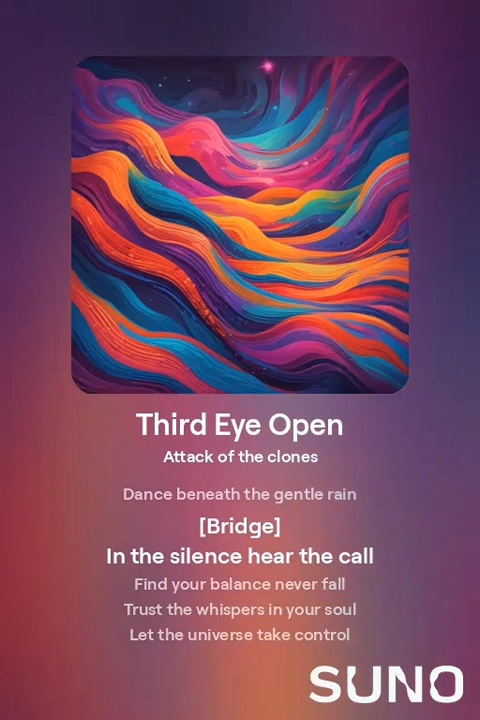 Third Eye Open
Attack of the clones
Dance beneath the gentle rain
[Bridge]
In the silence hear the call
Find your balance never fall
Trust the whispers in your soul
Let the universe take control
SUNO